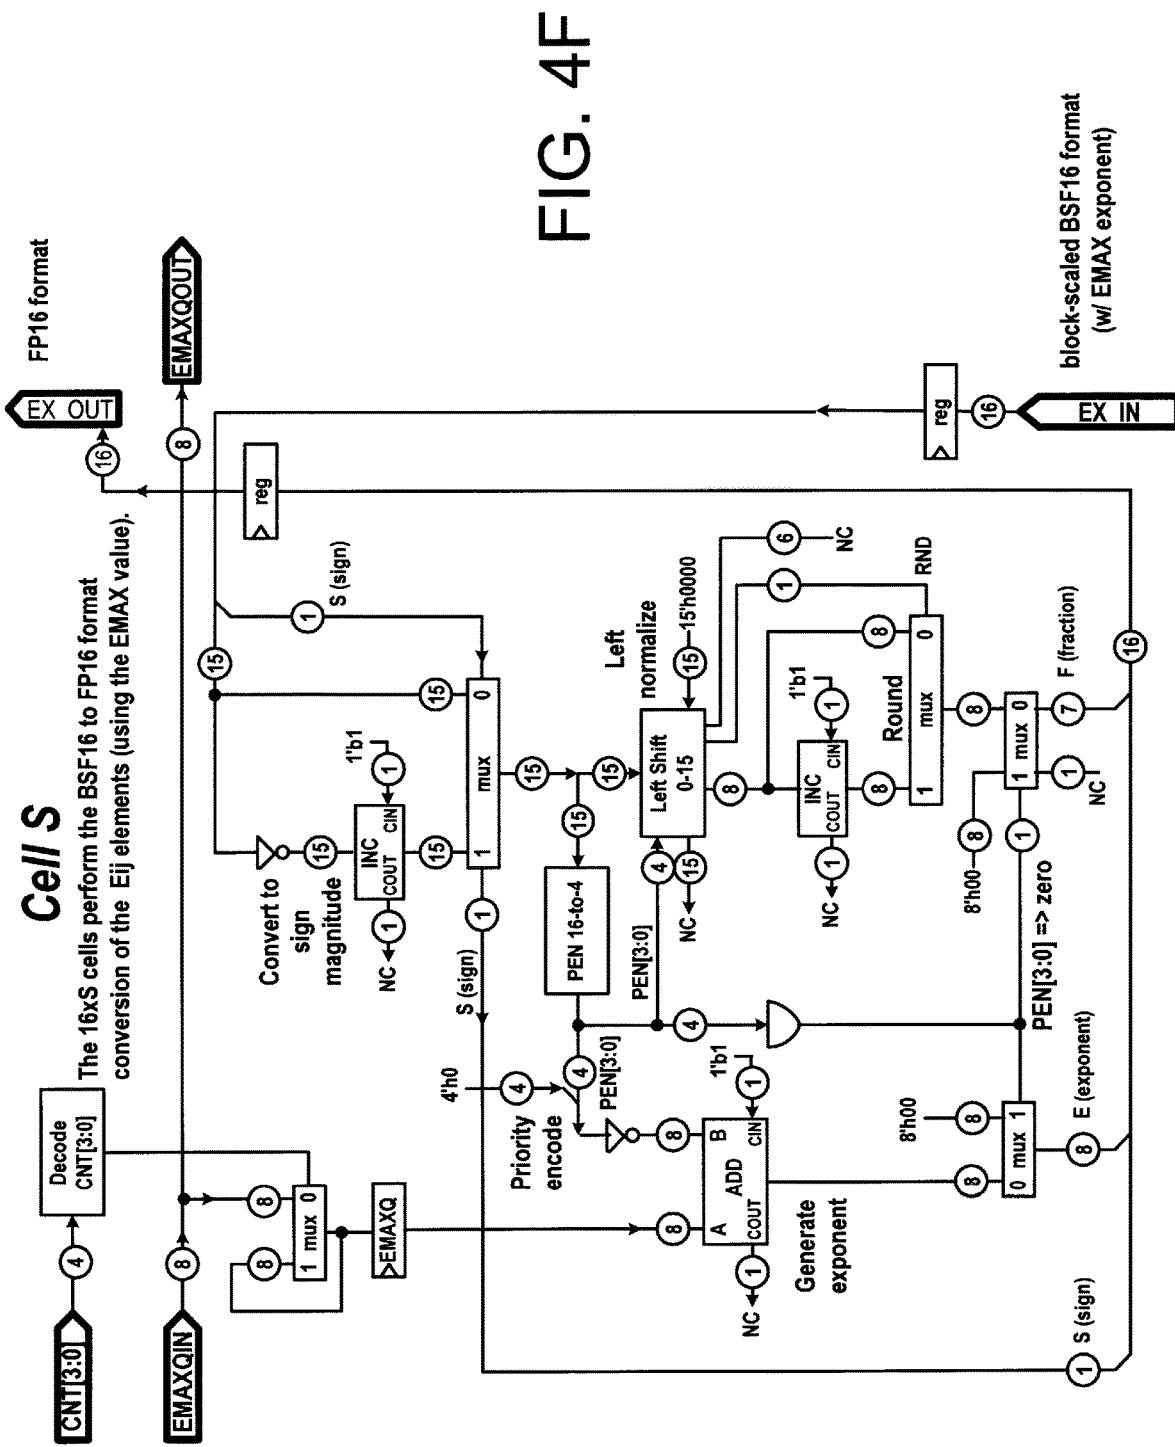 Cell S
The 16xS cells perform the BSF16 to FP16 format
conversion of the Eij elements (using the EMAX value).
FIG. 4F
CNT[3:0]
4
Decode
CNT[3:0]
EMAXQIN
8
8
EMAXQOUT
FP16 format
EX OUT
16
reg
8
8
1 mux 0
EMAXQ
15
S (sign)
1
15
15
1'b1
1
Convert to
sign
magnitude
INC
COUT
CIN
1
NC
15
1
mux
0
1
S (sign)
15
15
15
PEN 16-to-4
Left
normalize
15
15'h0000
Left Shift
0-15
4
PEN[3:0]
15
NC
1
6
NC
8
4'h0
4
4
PEN[3:0]
Priority
encode
4
8
8
A
B
ADD
COUT
CIN
1'b1
1
1
NC
Generate
exponent
1'b1
1
INC
COUT
CIN
1
NC
8
8
Round
RND
1
mux
0
8
8'h00
8
1 mux 0
1
1
NC
7
F (fraction)
PEN[3:0] => zero
8'h00
8
8
0 mux 1
8
E (exponent)
1
S (sign)
16
reg
16
EX IN
block-scaled BSF16 format
(w/ EMAX exponent)